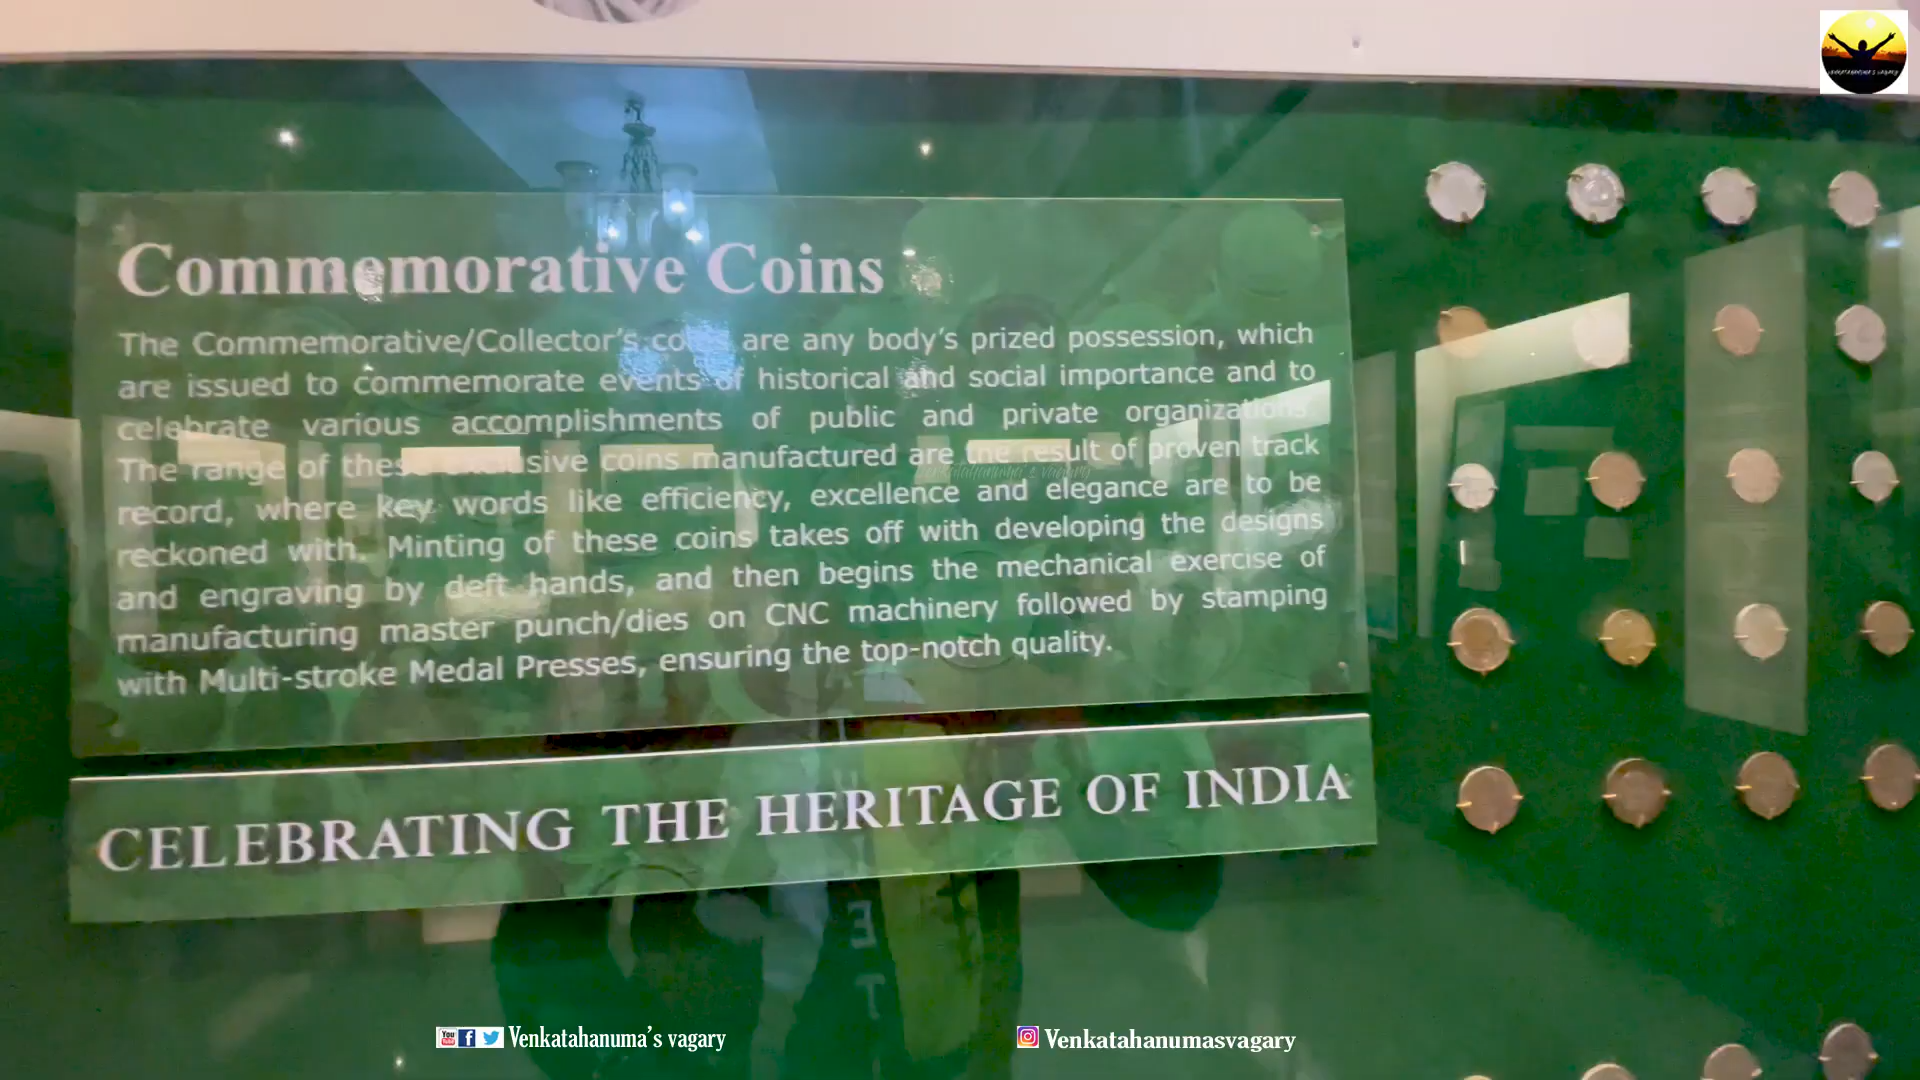 Commemorative Coins
The Commemorative/Collector's coins are any body's prized possession, which
are issued to commemorate events of historical and social importance and to
celebrate various accomplishments of public and private organizations.
The range of these exclusive coins manufactured are the result of proven track
record, where key words like efficiency, excellence and elegance are to be
reckoned with. Minting of these coins takes off with developing the designs
and engraving by deft hands, and then begins the mechanical exercise of
manufacturing master punch/dies on CNC machinery followed by stamping
with Multi-stroke Medal Presses, ensuring the top-notch quality.
CELEBRATING THE HERITAGE OF INDIA
Venkatahanuma's vagary
Venkatahanumasvagary